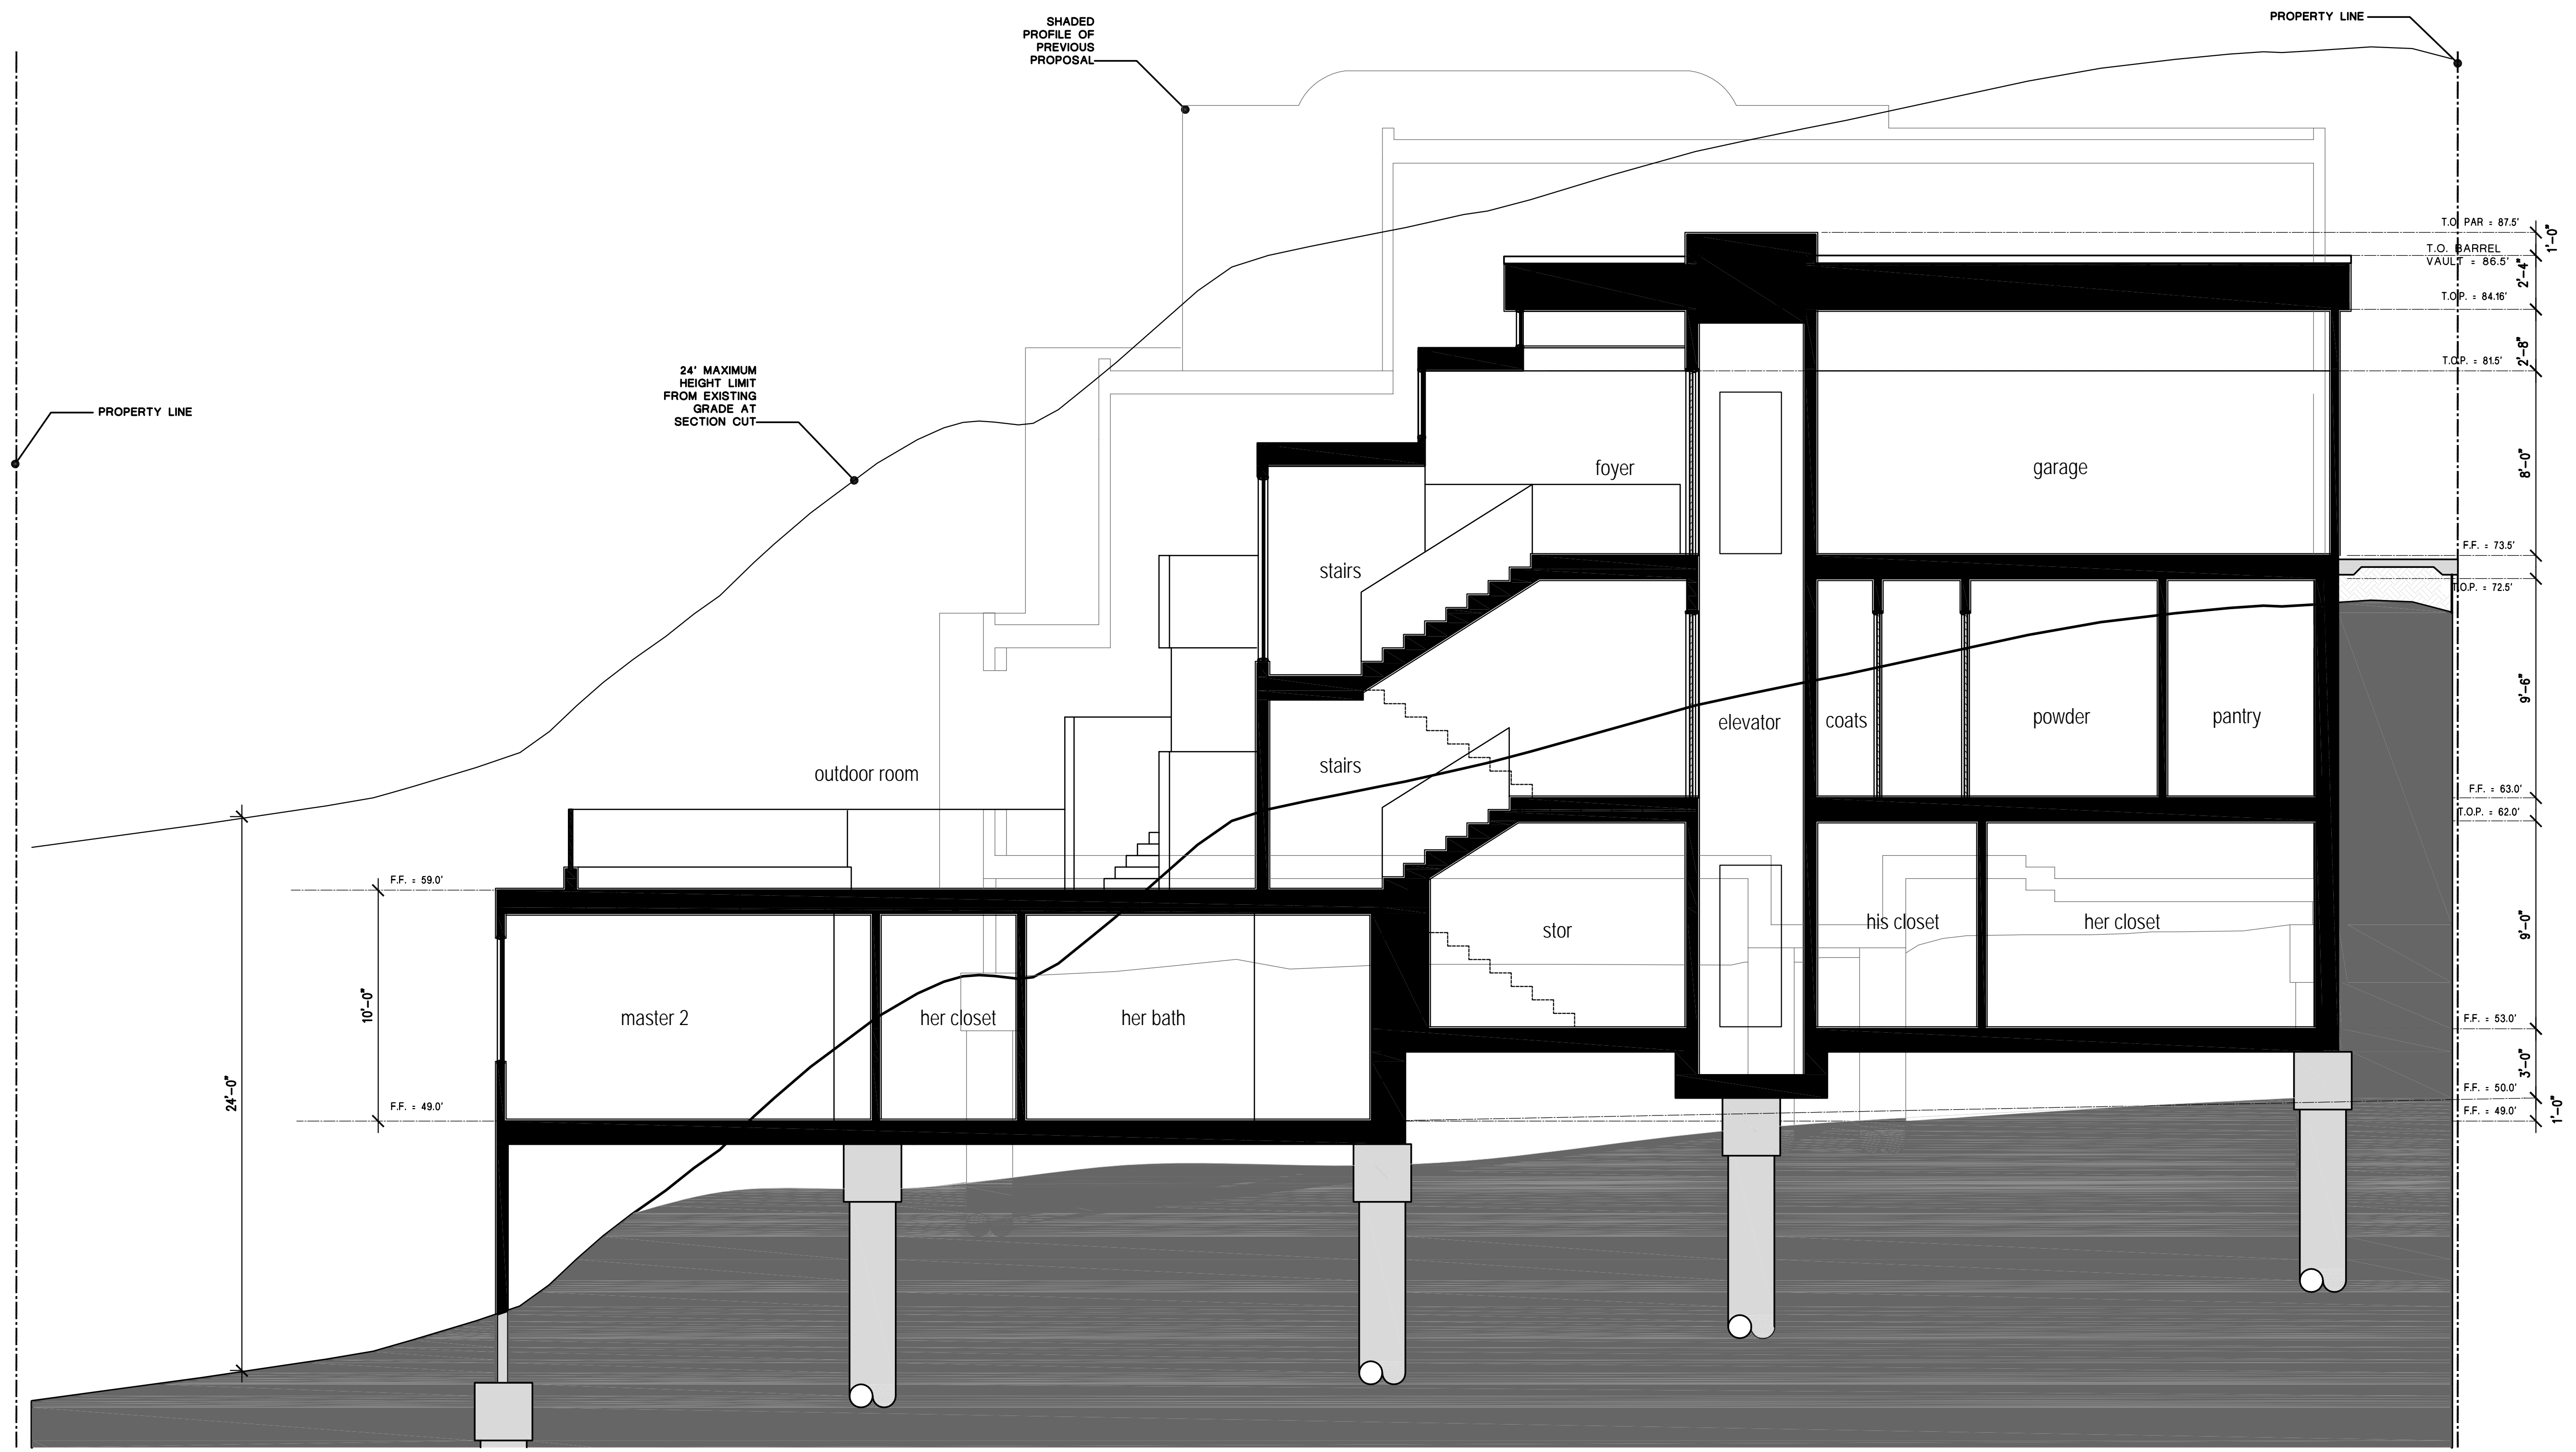 SHADED
PROFILE OF
PREVIOUS
PROPOSAL
PROPERTY LINE
24' MAXIMUM
HEIGHT LIMIT
FROM EXISTING
GRADE AT
SECTION CUT
PROPERTY LINE
T.O. PAR = 87.5'
1'-0"
T.O. BARREL
VAULT = 86.5'
2'-4"
T.O.P. = 84.16'
2'-8"
T.O.P. = 81.5'
8'-0"
foyer
garage
F.F. = 73.5'
stairs
T.O.P. = 72.5'
9'-6"
elevator
coats
powder
pantry
stairs
outdoor room
F.F. = 63.0'
T.O.P. = 62.0'
F.F. = 59.0'
9'-0"
stor
his closet
her closet
10'-0"
master 2
her closet
her bath
F.F. = 53.0'
3'-0"
24'-0"
F.F. = 50.0'
F.F. = 49.0'
F.F. = 49.0'
1'-0"